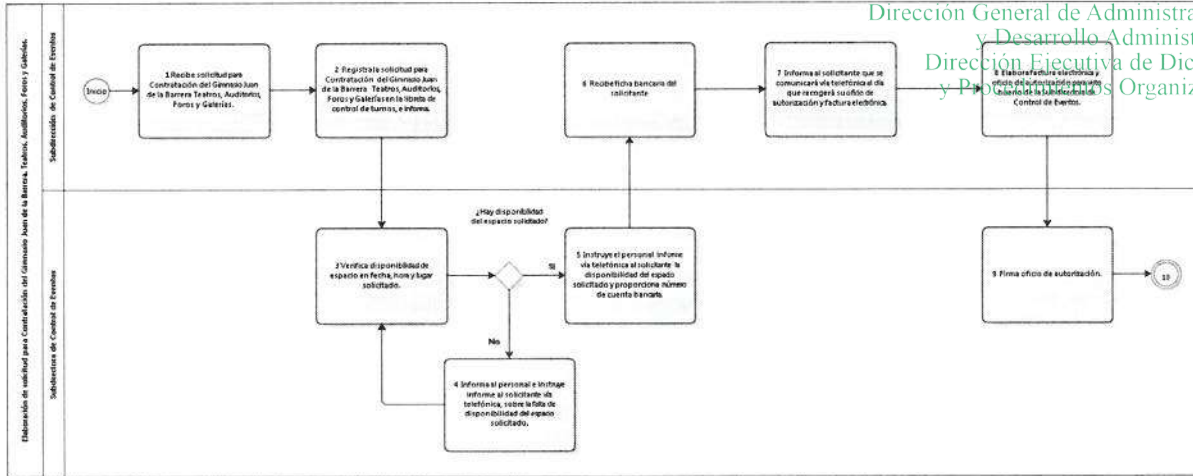 Dirección General de Administra
y Desarrollo Administ
Dirección Ejecutiva de Dic
y Procedimientos Organiz
Elaboración de solicitud para Contratación del Gimnasio Juan de la Barrera, Teatros, Auditorios, Foros y Galerías.
Subdirección de Control de Eventos
Inicio
1 Recibe solicitud para
Contratación del Gimnasio Juan
de la Barrera Teatros, Auditorios,
Foros y Galerías.
2 Registra la solicitud para
Contratación del Gimnasio Juan
de la Barrera Teatros, Auditorios,
Foros y Galerías en la libreta de
control de turnos, e informa.
6 Recibe ficha bancaria del
solicitante
7 Informa al solicitante que se
comunicará vía telefónica el día
que recogerá su oficio de
autorización y factura electrónica
8 Elabora factura electrónica y
oficio de autorización
de la Subdirectora de
Control de Eventos.
Subdirectora de Control de Eventos
3 Verifica disponibilidad de
espacio en fecha, hora y lugar
solicitado.
¿Hay disponibilidad
del espacio solicitado?
Si
No
4 Informa al personal e instruye
informe al solicitante vía
telefónica, sobre la falta de
disponibilidad del espacio
solicitado.
5 Instruye el personal informe
vía telefónica al solicitante la
disponibilidad del espacio
solicitado y proporciona número
de cuenta bancaria
9 Firma oficio de autorización.
10